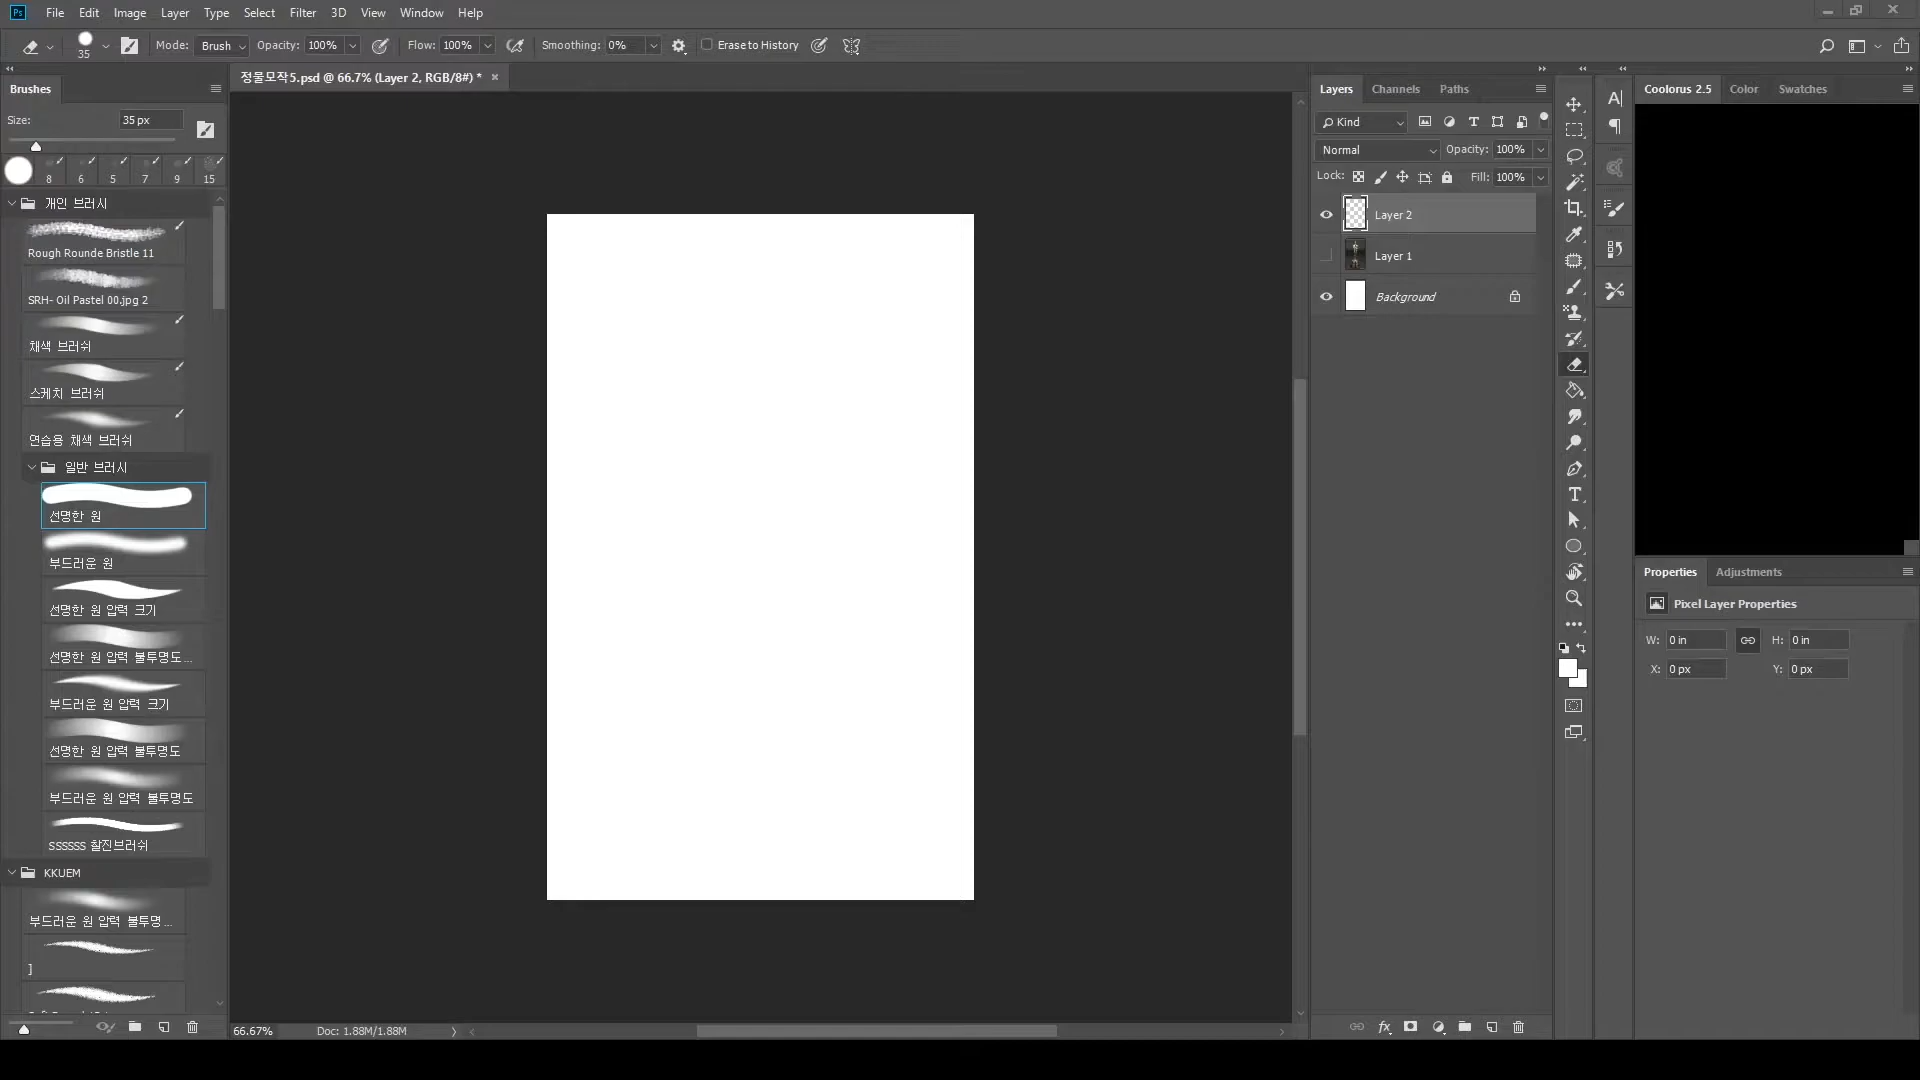 Ps File Edit Image Layer Type Select Filter 3D View Window Help
35 Mode: Brush Opacity: 100% Flow: 100% Smoothing: 0% Erase to History
정물모작5.psd @ 66.7% (Layer 2, RGB/8#) *
Brushes
Size: 35 px
8 6 5 7 9 15
개인 브러시
Rough Rounde Bristle 11
SRH- Oil Pastel 00.jpg 2
채색 브러쉬
스케치 브러쉬
연습용 채색 브러쉬
일반 브러시
선명한 원
부드러운 원
선명한 원 압력 크기
선명한 원 압력 불투명도...
부드러운 원 압력 크기
선명한 원 압력 불투명도
부드러운 원 압력 불투명도
ssssss 찰진브러쉬
KKUEM
부드러운 원 압력 불투명...
]
66.67% Doc: 1.88M/1.88M
Layers Channels Paths
Kind
Normal Opacity: 100%
Lock: Fill: 100%
Layer 2
Layer 1
Background
Coolorus 2.5 Color Swatches
Properties Adjustments
Pixel Layer Properties
W: 0 in H: 0 in
X: 0 px Y: 0 px